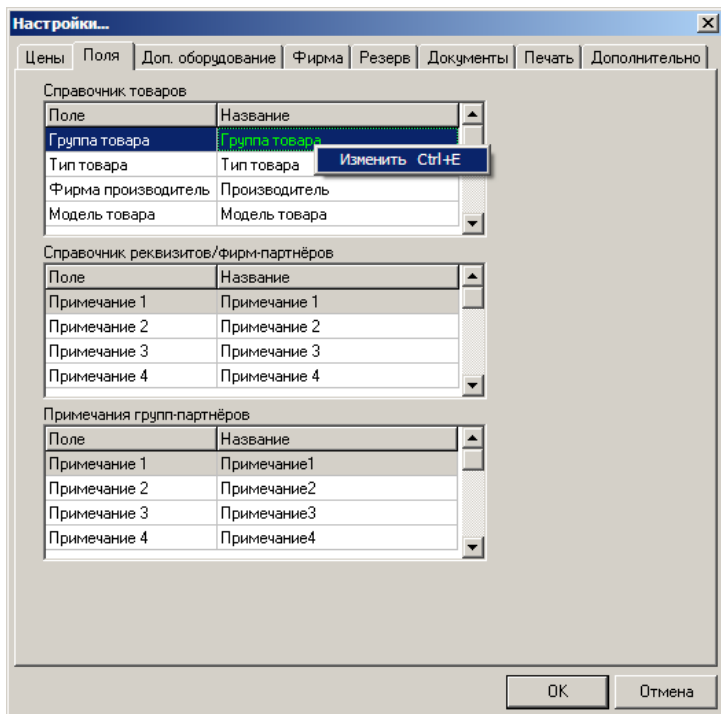 Настройки...
Цены Поля Доп. оборудование Фирма Резерв Документы Печать Дополнительно
Справочник товаров
Поле Название
Группа товара Группа товара
Изменить Ctrl+E
Тип товара Тип товара
Фирма производитель Производитель
Модель товара Модель товара
Справочник реквизитов/фирм-партнёров
Поле Название
Примечание 1 Примечание 1
Примечание 2 Примечание 2
Примечание 3 Примечание 3
Примечание 4 Примечание 4
Примечания групп-партнёров
Поле Название
Примечание 1 Примечание1
Примечание 2 Примечание2
Примечание 3 Примечание3
Примечание 4 Примечание4
OK Отмена